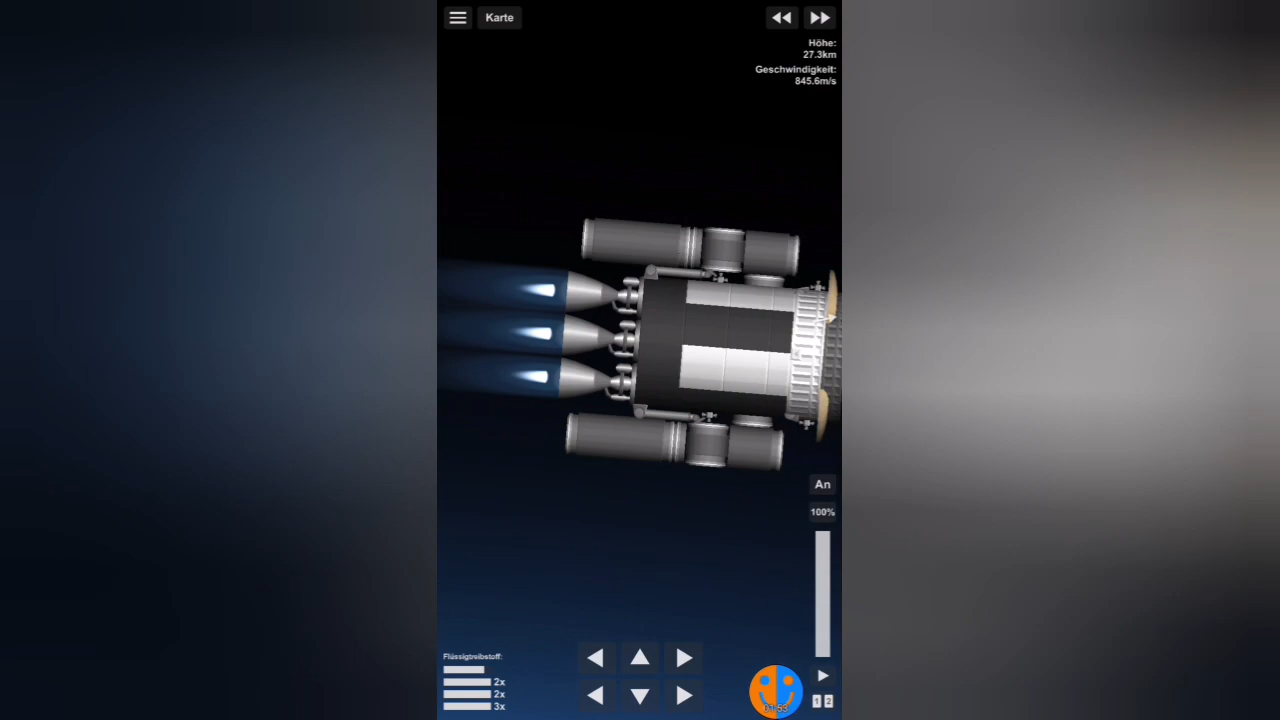 Karte
Höhe:
27.3km
Geschwindigkeit:
845.6m/s
An
100%
Flüssigtreibstoff:
2x
2x
3x
1 2